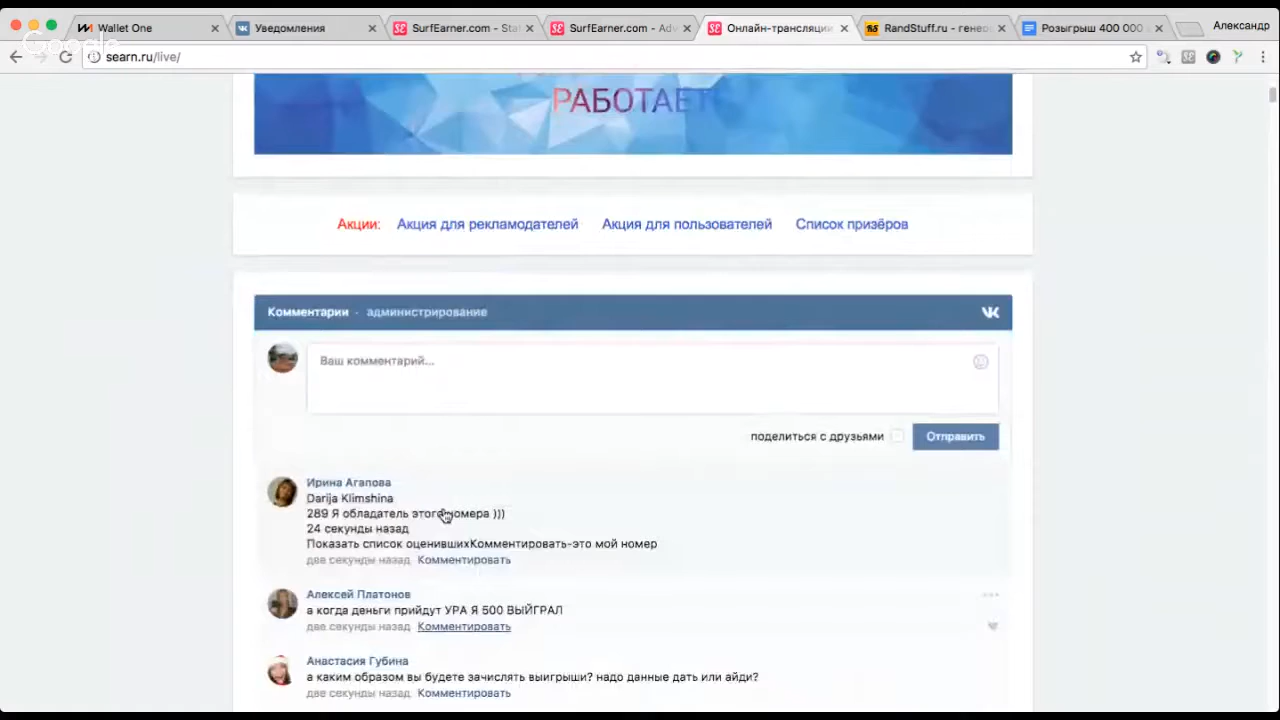 Wallet One
Уведомления
SurfEarner.com - Sta
SurfEarner.com - Adv
Онлайн-трансляции
RandStuff.ru - генер
Розыгрыш 400 000
Александр
Google
searn.ru/live/
РАБОТАЕТ
Акции: Акция для рекламодателей Акция для пользователей Список призёров
Комментарии - администрирование
Ваш комментарий...
поделиться с друзьями Отправить
Ирина Агапова
Darija Klimshina
289 Я обладатель этого номера )))
24 секунды назад
Показать список оценившихКомментировать-это мой номер
две секунды назад Комментировать
Алексей Платонов
а когда деньги прийдут УРА Я 500 ВЫЙГРАЛ
две секунды назад Комментировать
Анастасия Губина
а каким образом вы будете зачислять выигрыши? надо данные дать или айди?
две секунды назад Комментировать